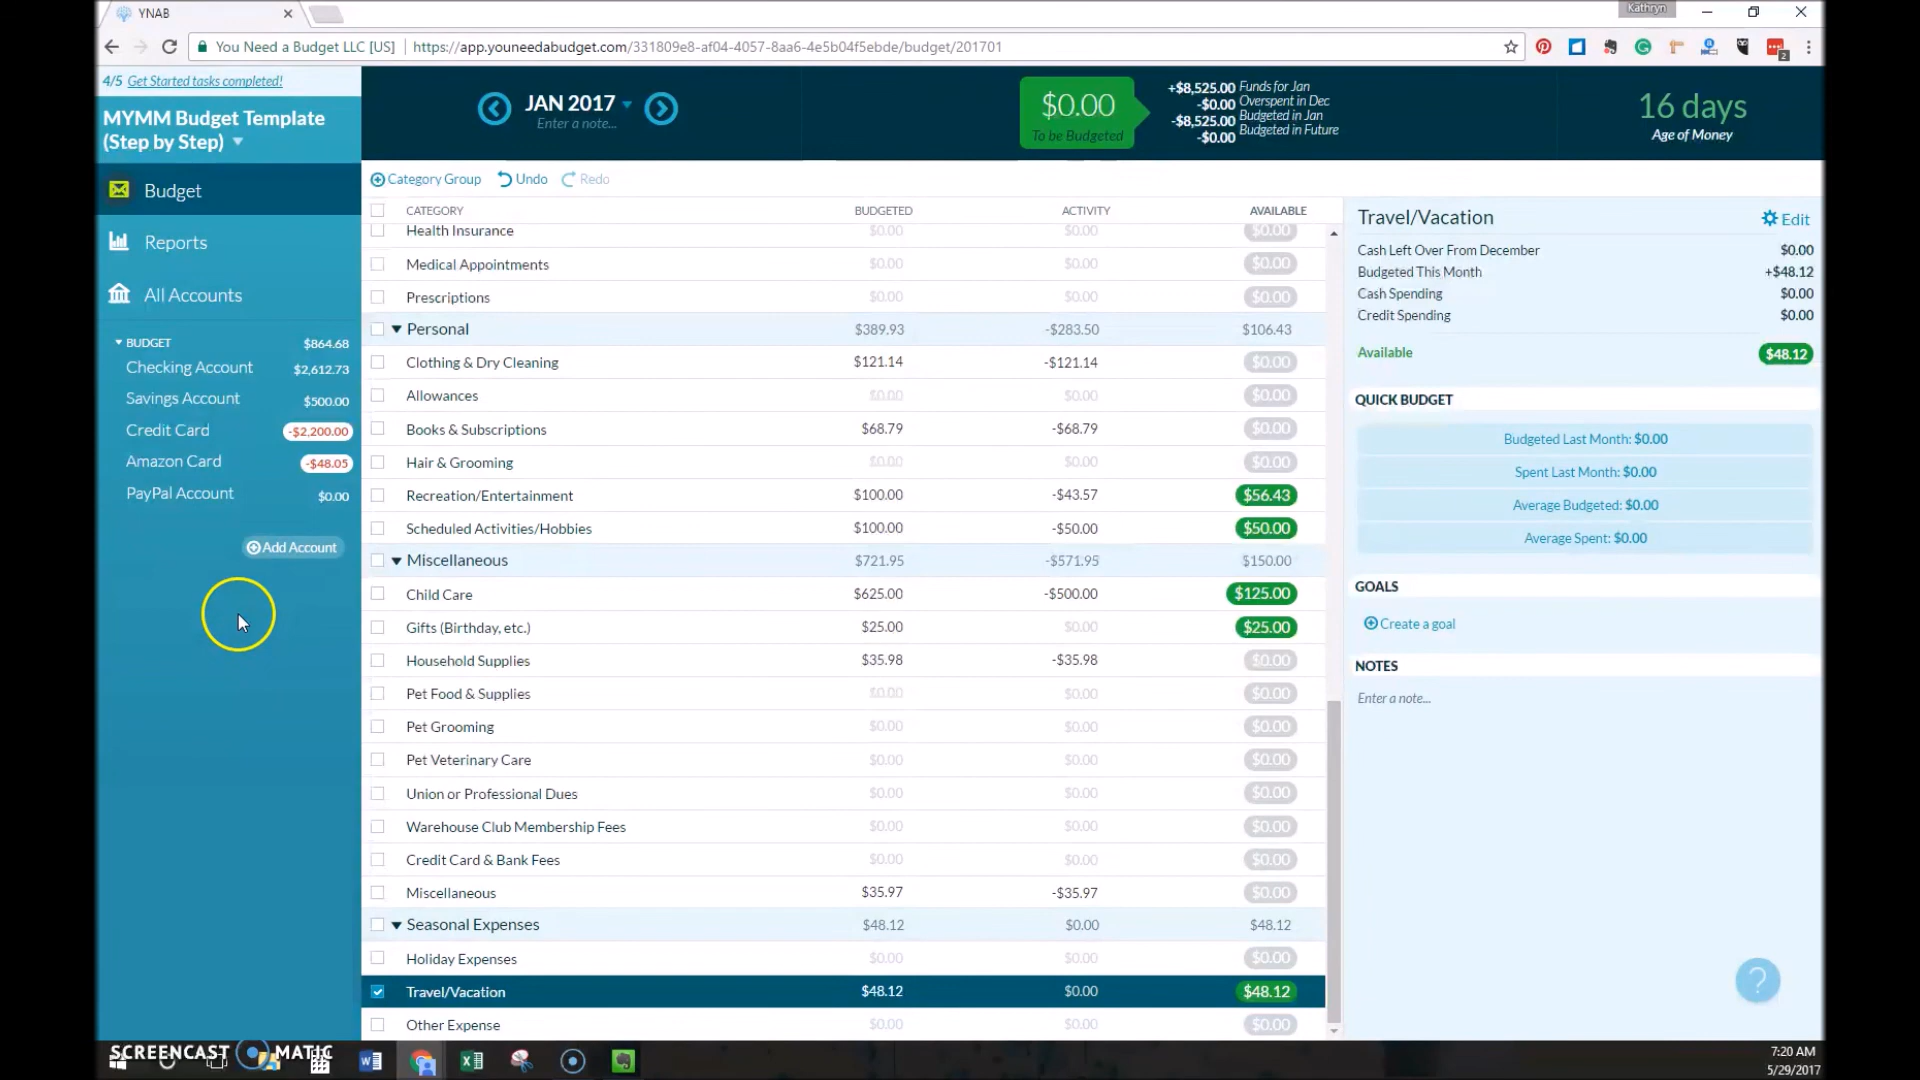 YNAB
Kathryn
You Need a Budget LLC [US] https://app.youneedabudget.com/331809e8-af04-4057-8aa6-4e5b04f5ebde/budget/201701
2
4/5 Get Started tasks completed!
MYMM Budget Template
(Step by Step)
Budget
Reports
All Accounts
BUDGET $864.68
Checking Account $2,612.73
Savings Account $500.00
Credit Card -$2,200.00
Amazon Card -$48.05
PayPal Account $0.00
Add Account
JAN 2017
Enter a note...
$0.00
To be Budgeted
+$8,525.00 Funds for Jan
-$0.00 Overspent in Dec
-$8,525.00 Budgeted in Jan
-$0.00 Budgeted in Future
16 days
Age of Money
Category Group Undo Redo
CATEGORY BUDGETED ACTIVITY AVAILABLE
Health Insurance $0.00 $0.00 $0.00
Medical Appointments $0.00 $0.00 $0.00
Prescriptions $0.00 $0.00 $0.00
Personal $389.93 -$283.50 $106.43
Clothing & Dry Cleaning $121.14 -$121.14 $0.00
Allowances $0.00 $0.00 $0.00
Books & Subscriptions $68.79 -$68.79 $0.00
Hair & Grooming $0.00 $0.00 $0.00
Recreation/Entertainment $100.00 -$43.57 $56.43
Scheduled Activities/Hobbies $100.00 -$50.00 $50.00
Miscellaneous $721.95 -$571.95 $150.00
Child Care $625.00 -$500.00 $125.00
Gifts (Birthday, etc.) $25.00 $0.00 $25.00
Household Supplies $35.98 -$35.98 $0.00
Pet Food & Supplies $0.00 $0.00 $0.00
Pet Grooming $0.00 $0.00 $0.00
Pet Veterinary Care $0.00 $0.00 $0.00
Union or Professional Dues $0.00 $0.00 $0.00
Warehouse Club Membership Fees $0.00 $0.00 $0.00
Credit Card & Bank Fees $0.00 $0.00 $0.00
Miscellaneous $35.97 -$35.97 $0.00
Seasonal Expenses $48.12 $0.00 $48.12
Holiday Expenses $0.00 $0.00 $0.00
Travel/Vacation $48.12 $0.00 $48.12
Other Expense $0.00 $0.00 $0.00
Travel/Vacation Edit
Cash Left Over From December $0.00
Budgeted This Month +$48.12
Cash Spending $0.00
Credit Spending $0.00
Available $48.12
QUICK BUDGET
Budgeted Last Month: $0.00
Spent Last Month: $0.00
Average Budgeted: $0.00
Average Spent: $0.00
GOALS
Create a goal
NOTES
Enter a note...
?
SCREENCAST MATIC
7:20 AM
5/29/2017